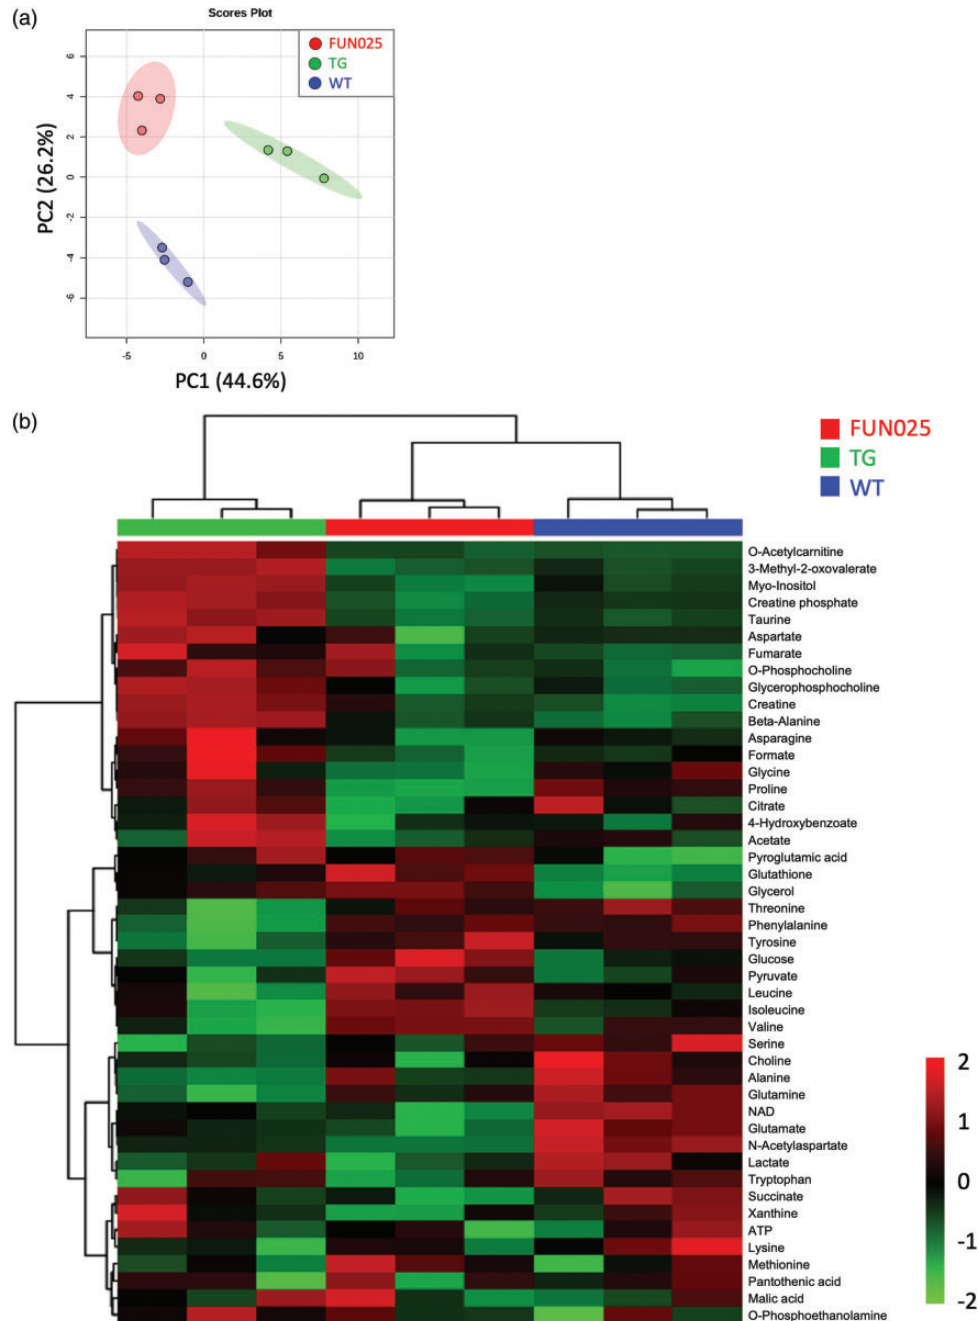 (a)
Scores Plot
FUN025
TG
WT
PC2 (26.2%)
6
4
2
0
-2
-4
-6
-5
0
5
10
PC1 (44.6%)
(b)
FUN025
TG
WT
O-Acetylcarnitine
3-Methyl-2-oxovalerate
Myo-Inositol
Creatine phosphate
Taurine
Aspartate
Fumarate
O-Phosphocholine
Glycerophosphocholine
Creatine
Beta-Alanine
Asparagine
Formate
Glycine
Proline
Citrate
4-Hydroxybenzoate
Acetate
Pyroglutamic acid
Glutathione
Glycerol
Threonine
Phenylalanine
Tyrosine
Glucose
Pyruvate
Leucine
Isoleucine
Valine
Serine
Choline
Alanine
Glutamine
NAD
Glutamate
N-Acetylaspartate
Lactate
Tryptophan
Succinate
Xanthine
ATP
Lysine
Methionine
Pantothenic acid
Malic acid
O-Phosphoethanolamine
2
1
0
-1
-2